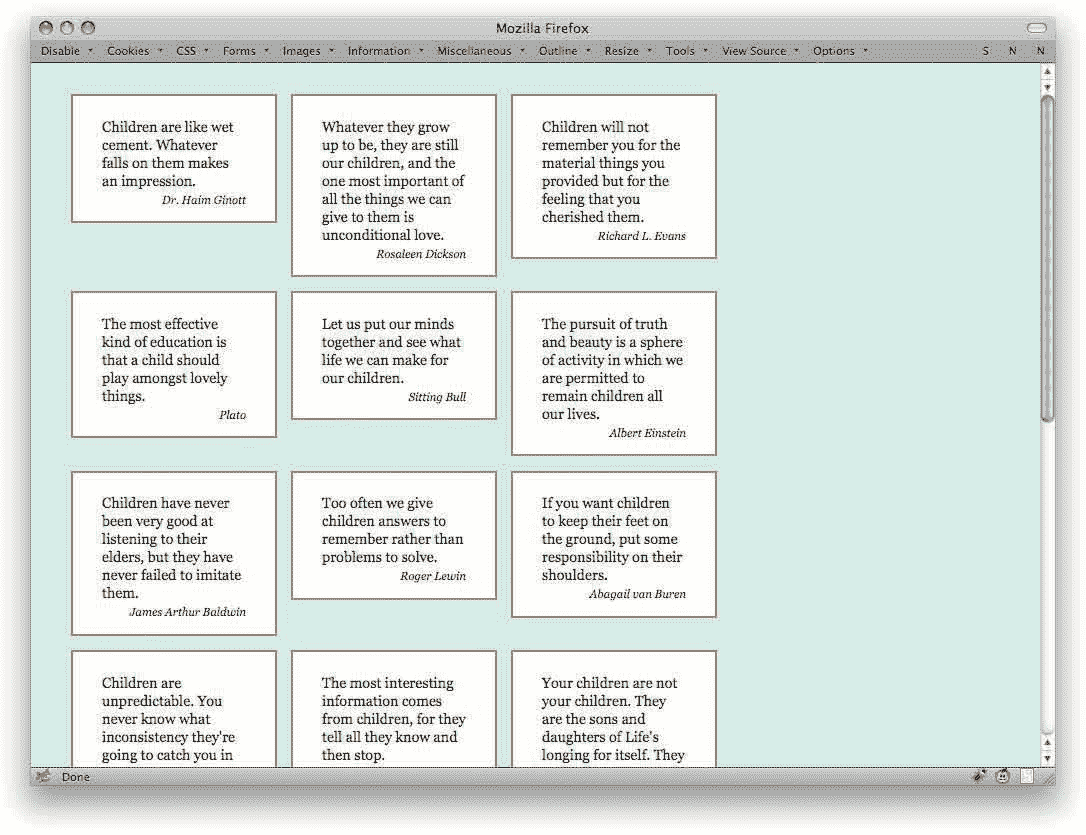 Mozilla Firefox
Disable Cookies CSS Forms Images Information Miscellaneous Outline Resize Tools View Source Options S N N
Children are like wet
cement. Whatever
falls on them makes
an impression.
Dr. Haim Ginott
Whatever they grow
up to be, they are still
our children, and the
one most important of
all the things we can
give to them is
unconditional love.
Rosaleen Dickson
Children will not
remember you for the
material things you
provided but for the
feeling that you
cherished them.
Richard L. Evans
The most effective
kind of education is
that a child should
play amongst lovely
things.
Plato
Let us put our minds
together and see what
life we can make for
our children.
Sitting Bull
The pursuit of truth
and beauty is a sphere
of activity in which we
are permitted to
remain children all
our lives.
Albert Einstein
Children have never
been very good at
listening to their
elders, but they have
never failed to imitate
them.
James Arthur Baldwin
Too often we give
children answers to
remember rather than
problems to solve.
Roger Lewin
If you want children
to keep their feet on
the ground, put some
responsibility on their
shoulders.
Abagail van Buren
Children are
unpredictable. You
never know what
inconsistency they're
going to catch you in
The most interesting
information comes
from children, for they
tell all they know and
then stop.
Your children are not
your children. They
are the sons and
daughters of Life's
longing for itself. They
Done